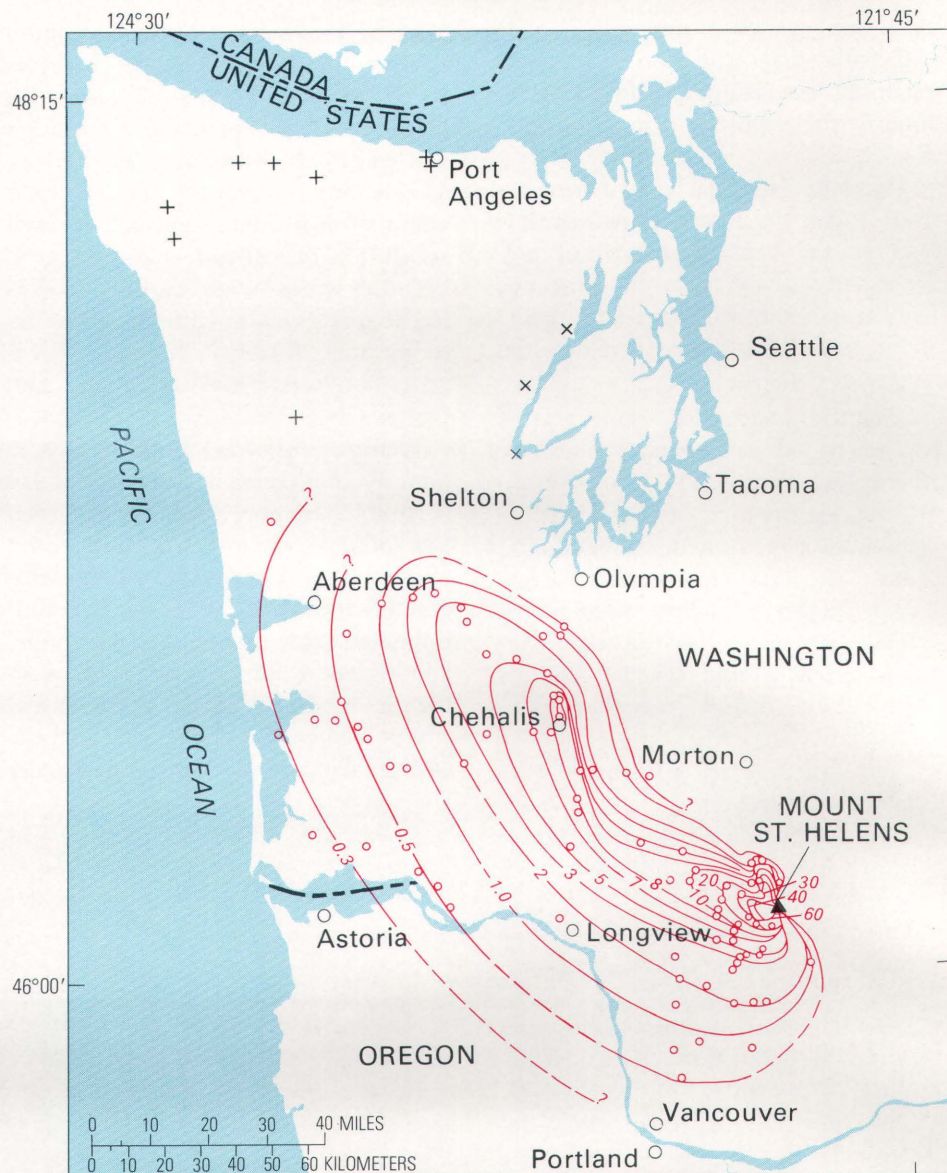 124°30'
121°45'
48°15'
CANADA
UNITED STATES
Port
Angeles
Seattle
PACIFIC
Shelton
Tacoma
?
?
Aberdeen
Olympia
WASHINGTON
Chehalis
OCEAN
Morton
?
MOUNT
ST. HELENS
0.3
0.5
1.0
2
3
5
7
8
20
30
40
10
60
Astoria
Longview
46°00'
OREGON
?
Vancouver
0 10 20 30 40 MILES
0 10 20 30 40 50 60 KILOMETERS
Portland